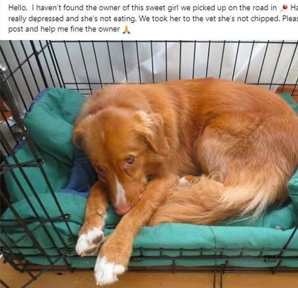 Hello.  I haven't found the owner of this sweet girl we picked up on the road in 📍 Ha
really depressed and she's not eating. We took her to the vet she's not chipped. Plea
post and help me fine the owner 🙏